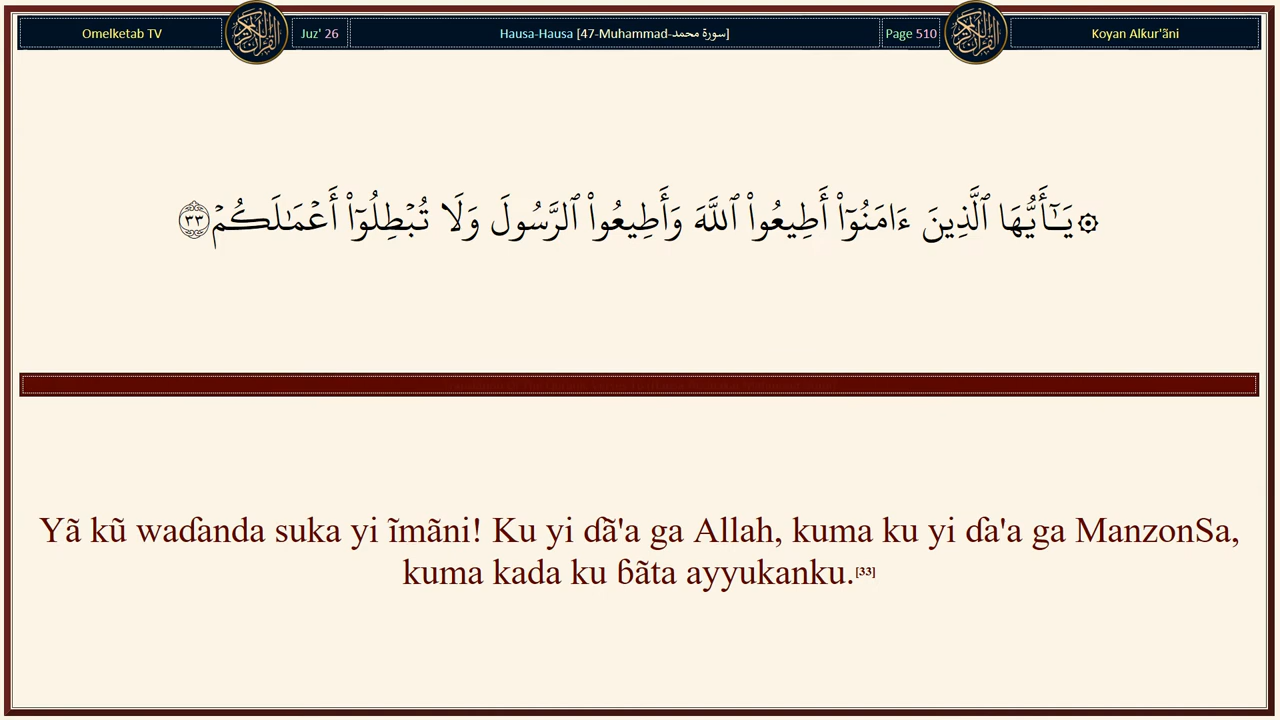 Omelketab TV
Juz' 26
Hausa-Hausa [47-Muhammad-سورة محمد]
Page 510
Koyan Alƙur'ãni
۞ يَـٰٓأَيُّهَا ٱلَّذِينَ ءَامَنُوٓا۟ أَطِيعُوا۟ ٱللَّهَ وَأَطِيعُوا۟ ٱلرَّسُولَ وَلَا تُبْطِلُوٓا۟ أَعْمَـٰلَكُمْ ٣٣
Yã kũ waɗanda suka yi ĩmãni! Ku yi ɗã'a ga Allah, kuma ku yi ɗa'a ga ManzonSa,
kuma kada ku ɓãta ayyukanku.[33]